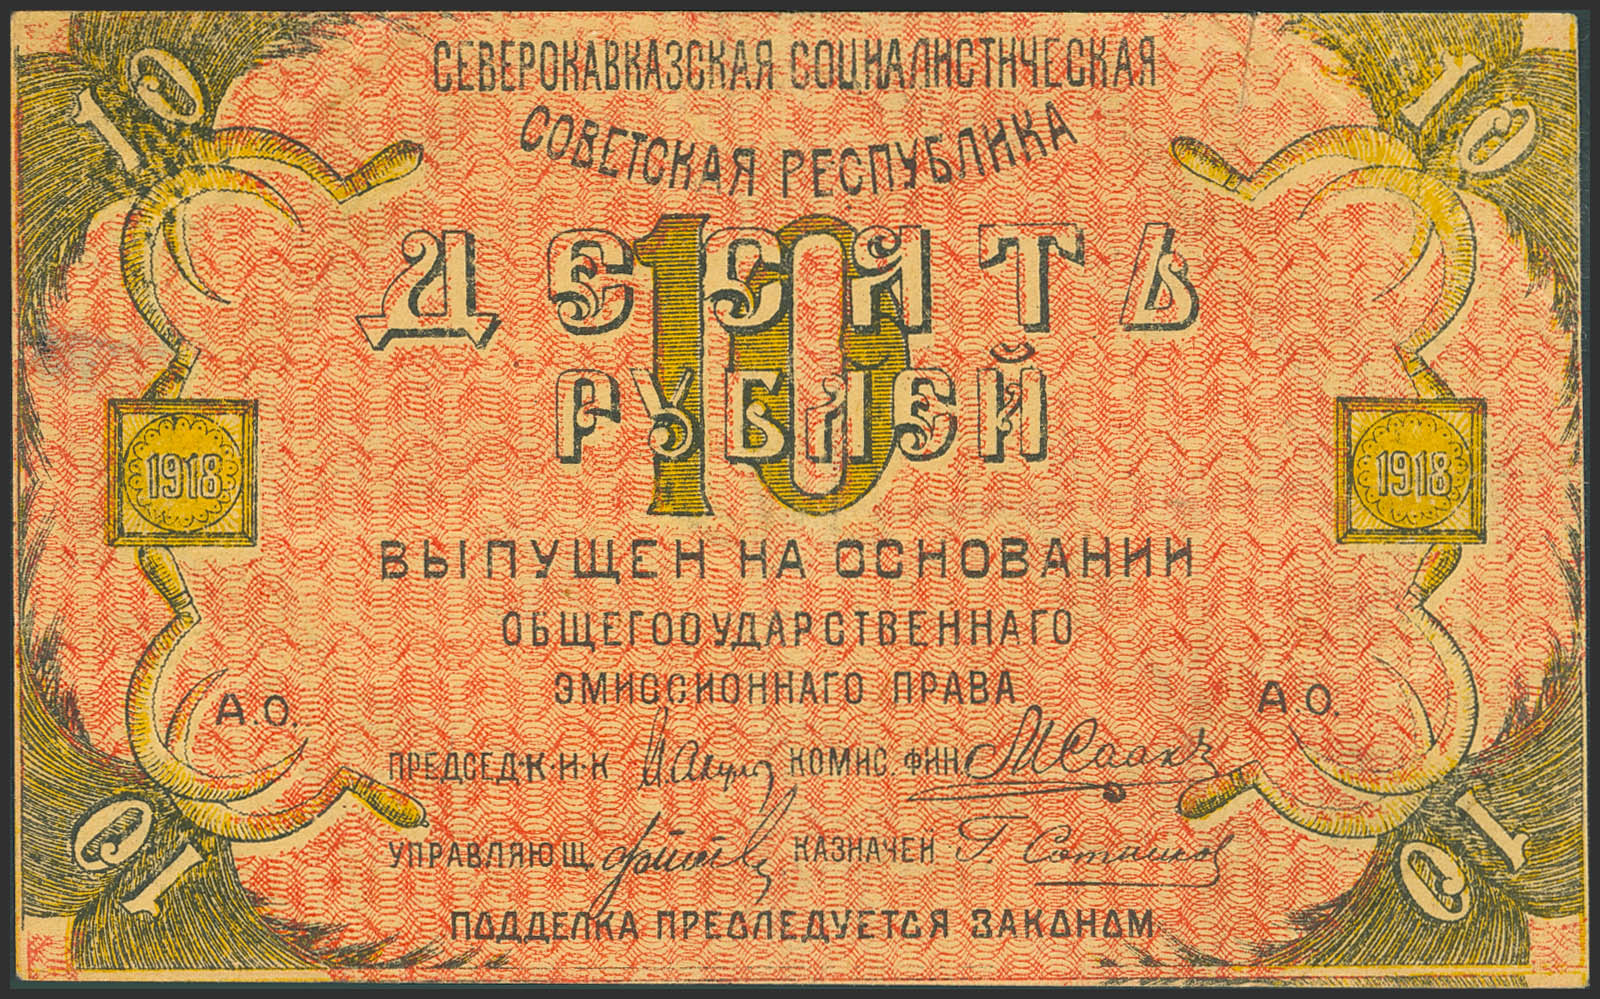 10 10
СЕВЕРОКАВКАЗСКАЯ СОЦИАЛИСТИЧЕСКАЯ
СОВЕТСКАЯ РЕСПУБЛИКА
10
ДЕСЯТЬ
РУБЛЕЙ
1918 1918
ВЫПУЩЕН НА ОСНОВАНИИ
ОБЩЕГОСУДАРСТВЕННАГО
ЭМИССИОННАГО ПРАВА
А.О. А.О.
ПРЕДСЕД. К·Н·К КОМИС. ФИН.
УПРАВЛЯЮЩ. КАЗНАЧЕИ
ПОДДЕЛКА ПРЕСЛЕДУЕТСЯ ЗАКОНОМ
10 10